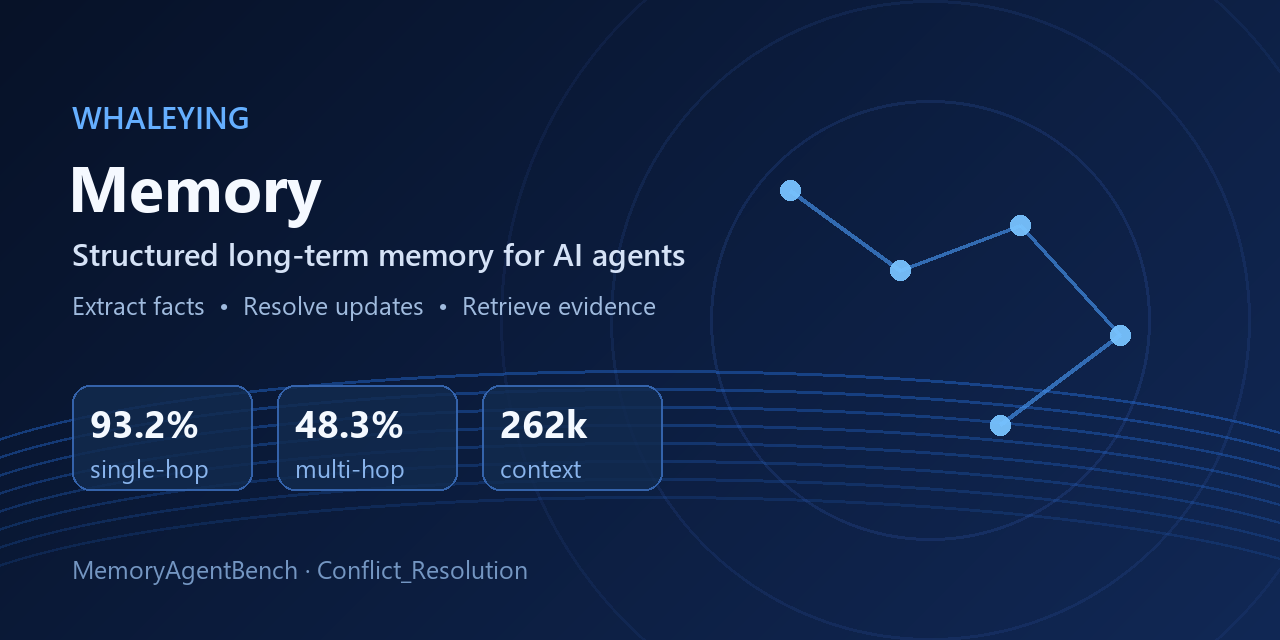 WHALEYING
Memory
Structured long-term memory for AI agents
Extract facts • Resolve updates • Retrieve evidence
93.2%
single-hop
48.3%
multi-hop
262k
context
MemoryAgentBench · Conflict_Resolution